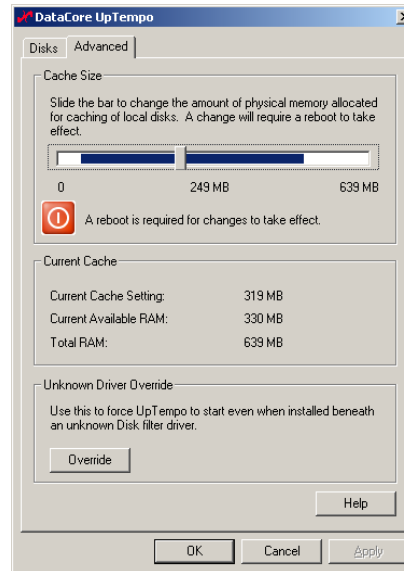 DataCore UpTempo
Disks Advanced
Cache Size
Slide the bar to change the amount of physical memory allocated
for caching of local disks. A change will require a reboot to take
effect.
0 249 MB 639 MB
A reboot is required for changes to take effect.
Current Cache
Current Cache Setting: 319 MB
Current Available RAM: 330 MB
Total RAM: 639 MB
Unknown Driver Override
Use this to force UpTempo to start even when installed beneath
an unknown Disk filter driver.
Override
Help
OK Cancel Apply